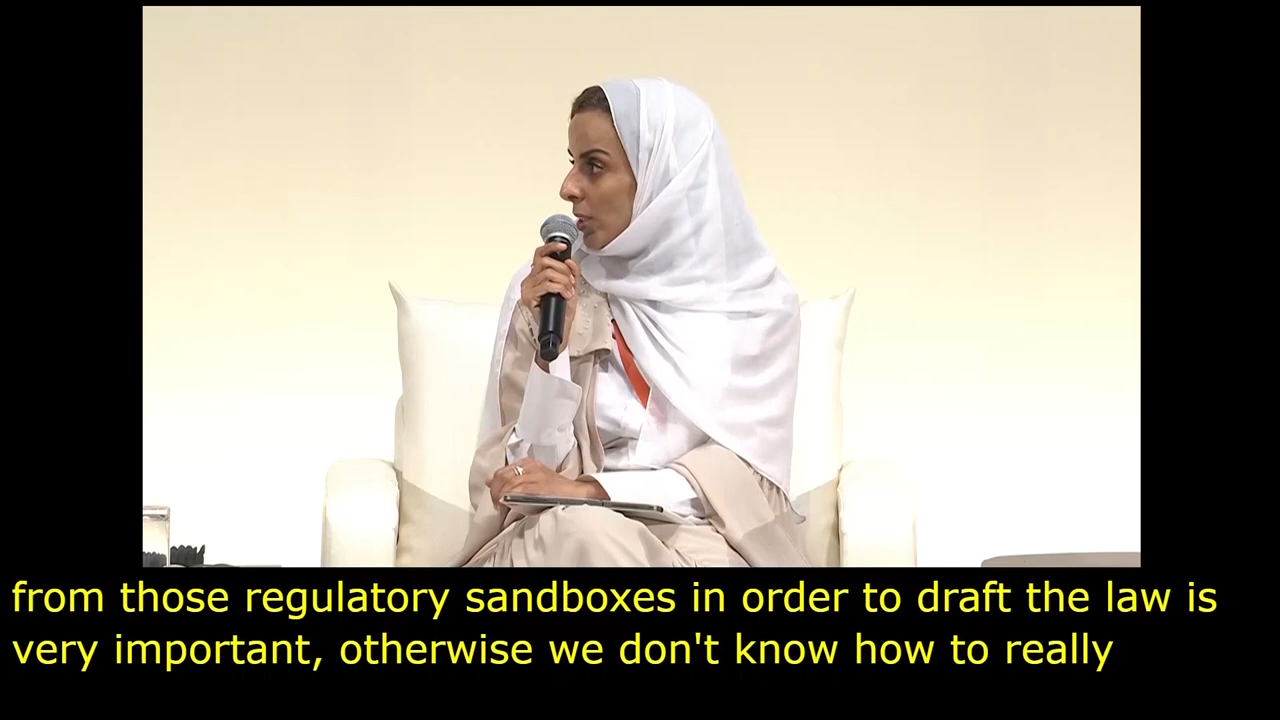 from those regulatory sandboxes in order to draft the law is
very important, otherwise we don't know how to really